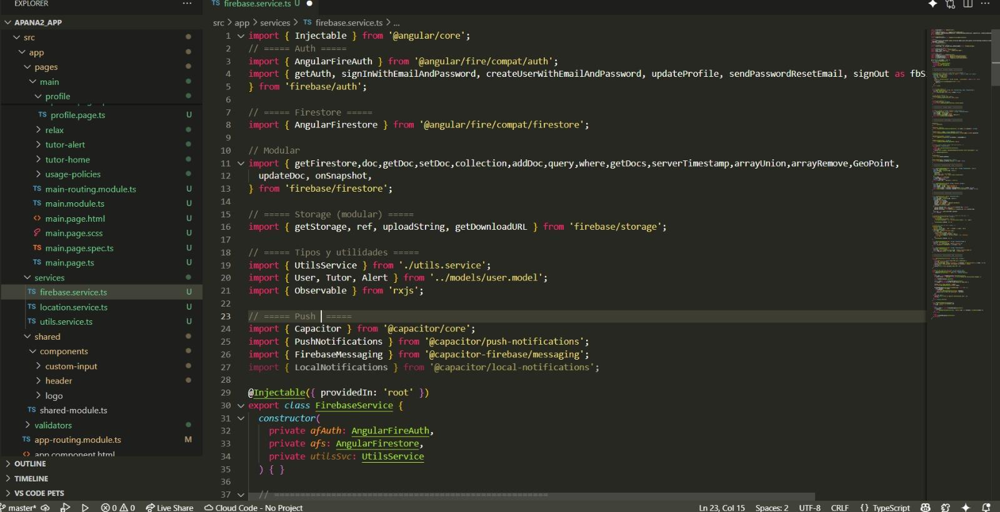 EXPLORER
APANA2_APP
src
app
pages
main
profile
TS profile.page.ts U
relax
tutor-alert
tutor-home
usage-policies
TS main-routing.module.ts U
TS main.module.ts U
<> main.page.html U
main.page.scss U
TS main.page.spec.ts U
TS main.page.ts U
services
TS firebase.service.ts U
TS location.service.ts U
TS utils.service.ts U
shared
components
custom-input
header
logo
TS shared-module.ts
validators
TS app-routing.module.ts M
<> app.component.html
OUTLINE
TIMELINE
VS CODE PETS
TS firebase.service.ts U
src > app > services > TS firebase.service.ts > ...
1 import { Injectable } from '@angular/core';
2 // ===== Auth =====
3 import { AngularFireAuth } from '@angular/fire/compat/auth';
4 import { getAuth, signInWithEmailAndPassword, createUserWithEmailAndPassword, updateProfile, sendPasswordResetEmail, signOut as fbS
5 } from 'firebase/auth';
6
7 // ===== Firestore =====
8 import { AngularFirestore } from '@angular/fire/compat/firestore';
9
10 // Modular
11 import { getFirestore,doc,getDoc,setDoc,collection,addDoc,query,where,getDocs,serverTimestamp,arrayUnion,arrayRemove,GeoPoint,
12 updateDoc, onSnapshot,
13 } from 'firebase/firestore';
14
15 // ===== Storage (modular) =====
16 import { getStorage, ref, uploadString, getDownloadURL } from 'firebase/storage';
17
18 // ===== Tipos y utilidades =====
19 import { UtilsService } from './utils.service';
20 import { User, Tutor, Alert } from '../models/user.model';
21 import { Observable } from 'rxjs';
22
23 // ===== Push =====
24 import { Capacitor } from '@capacitor/core';
25 import { PushNotifications } from '@capacitor/push-notifications';
26 import { FirebaseMessaging } from '@capacitor-firebase/messaging';
27 import { LocalNotifications } from '@capacitor/local-notifications';
28
29 @Injectable({ providedIn: 'root' })
30 export class FirebaseService {
31 constructor(
32 private afAuth: AngularFireAuth,
33 private afs: AngularFirestore,
34 private utilsSvc: UtilsService
35 ) { }
36
37 // =====================================================
master* 0 0 Live Share Cloud Code - No Project Ln 23, Col 15 Spaces: 2 UTF-8 CRLF {} TypeScript